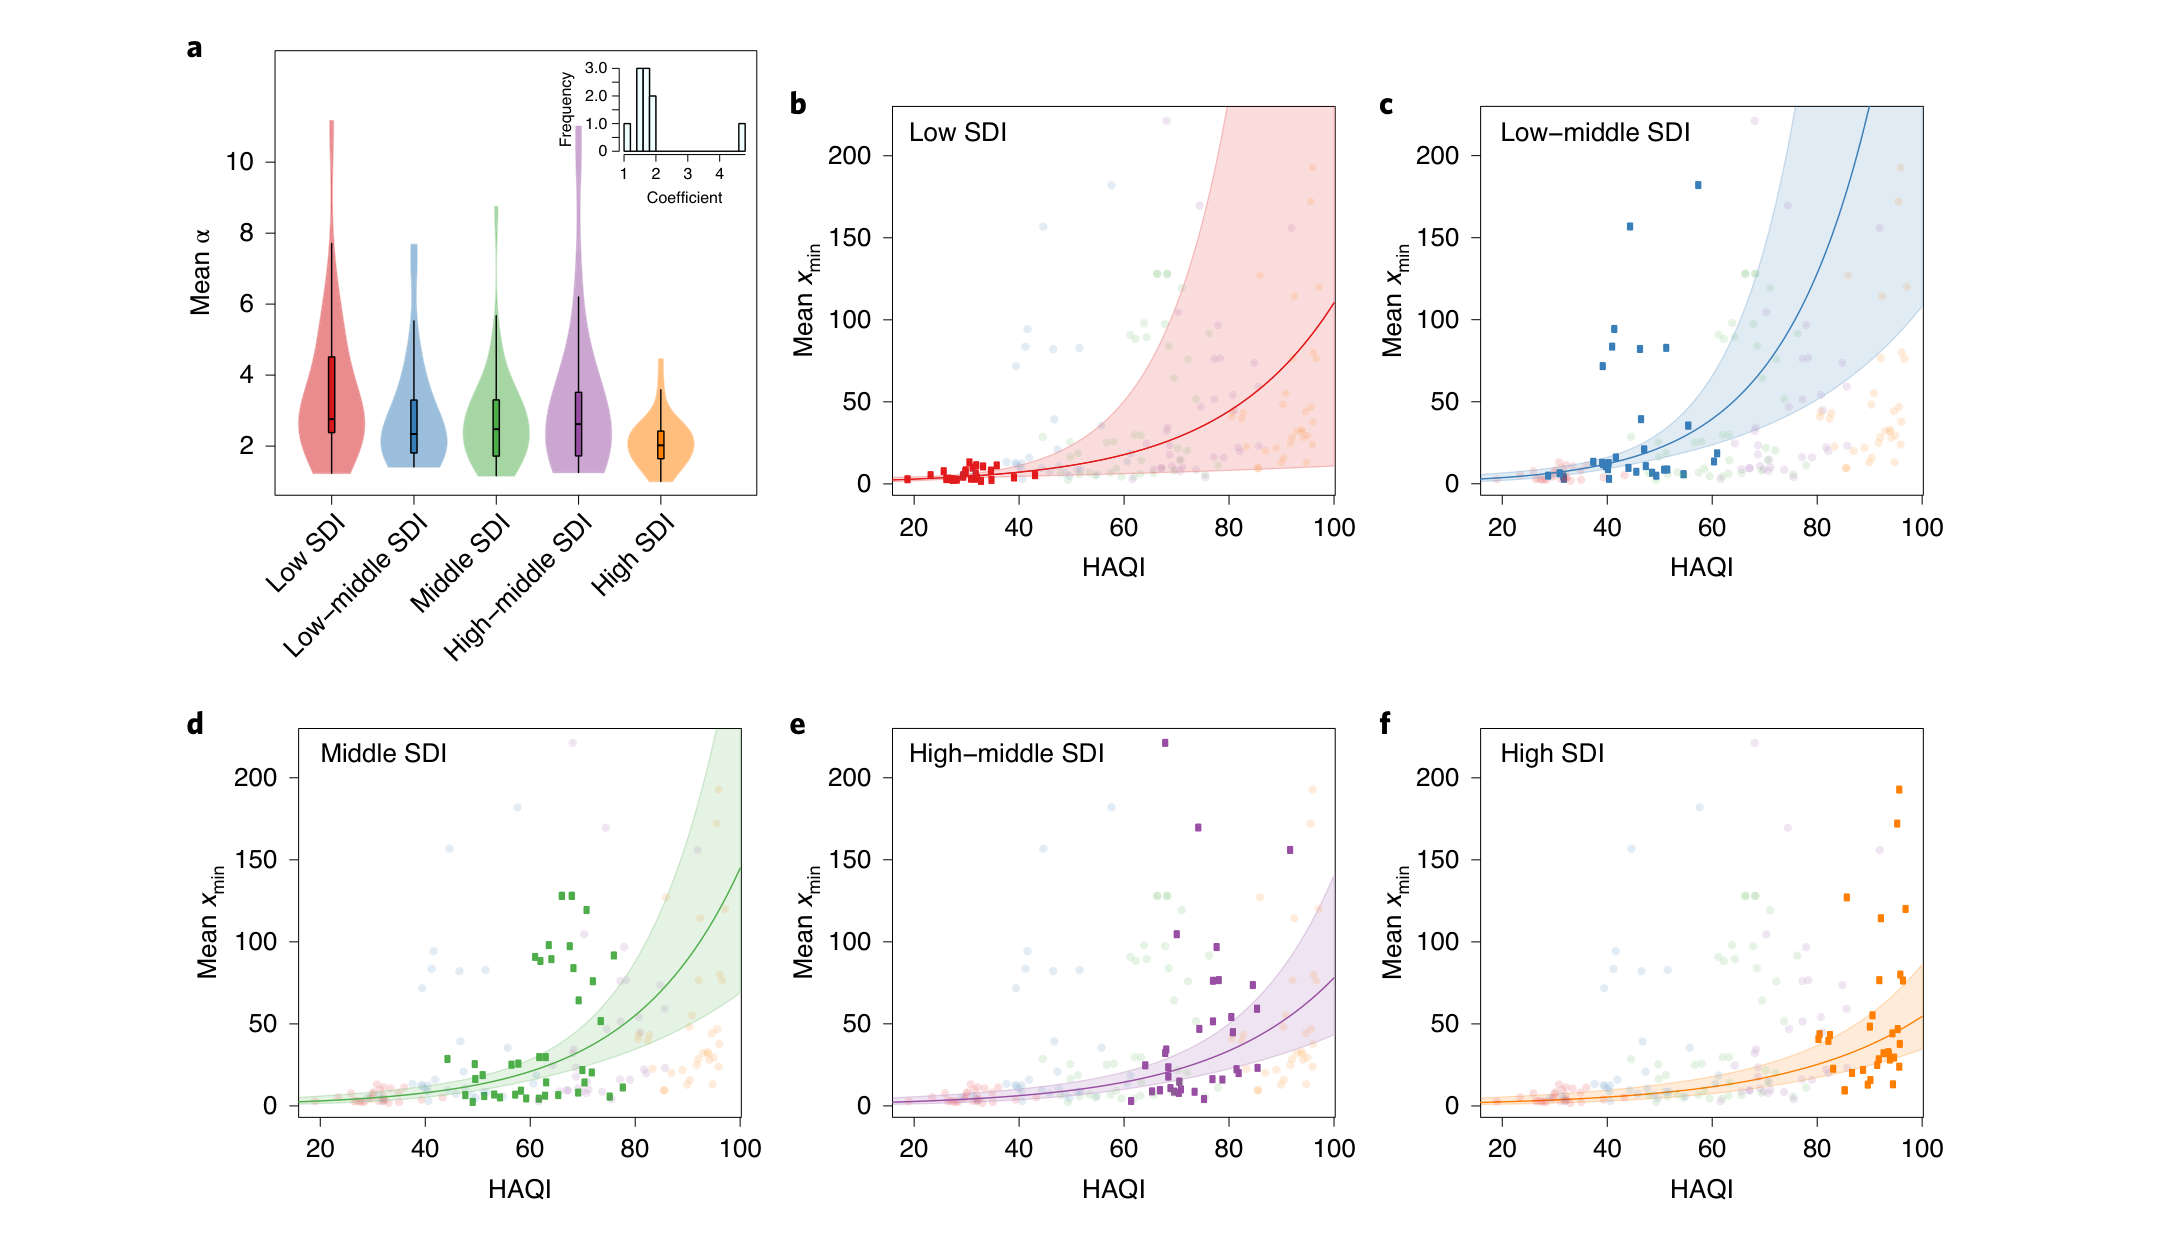 a
Mean α
10
8
6
4
2
Low SDI
Low–middle SDI
Middle SDI
High–middle SDI
High SDI
Frequency
3.0
2.0
1.0
0
1 2 3 4
Coefficient
b
Low SDI
Mean xmin
200
150
100
50
0
20 40 60 80 100
HAQI
c
Low–middle SDI
Mean xmin
200
150
100
50
0
20 40 60 80 100
HAQI
d
Middle SDI
Mean xmin
200
150
100
50
0
20 40 60 80 100
HAQI
e
High–middle SDI
Mean xmin
200
150
100
50
0
20 40 60 80 100
HAQI
f
High SDI
Mean xmin
200
150
100
50
0
20 40 60 80 100
HAQI